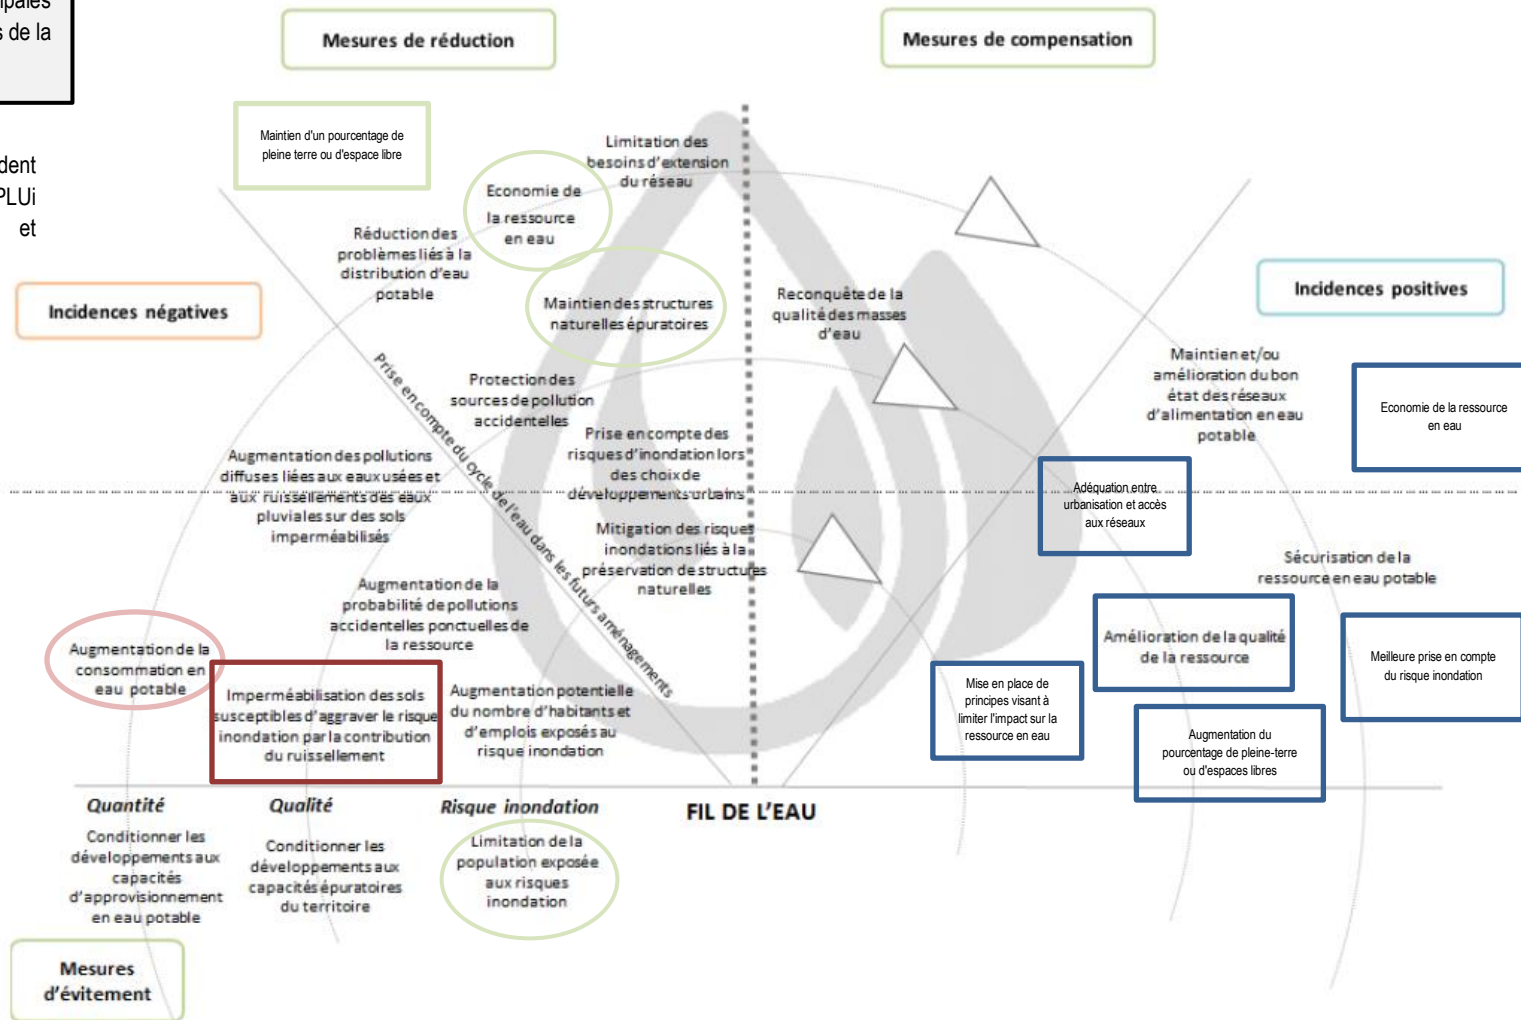 ipales
s de la
dent
PLUi
et
Mesures de réduction
Mesures de compensation
Maintien d'un pourcentage de
pleine terre ou d'espace libre
Limitation des
besoins d'extension
du réseau
Economie de
la ressource
en eau
Réduction des
problèmes liés à la
distribution d'eau
potable
Incidences négatives
Maintien des structures
naturelles épuratoires
Reconquête de la
qualité des masses
d'eau
Incidences positives
Prise en compte du cycle de l'eau dans les futurs aménagements
Protection des
sources de pollution
accidentelles
Maintien et/ou
amélioration du bon
état des réseaux
d'alimentation en eau
potable
Economie de la ressource
en eau
Augmentation des pollutions
diffuses liées aux eaux usées et
aux ruissellements des eaux
pluviales sur des sols
imperméabilisés
Prise en compte des
risques d'inondation lors
des choix de
développements urbains
Adéquation entre
urbanisation et accès
aux réseaux
Mitigation des risques
inondations liés à la
préservation de structures
naturelles
Sécurisation de la
ressource en eau potable
Augmentation de la
probabilité de pollutions
accidentelles ponctuelles de
la ressource
Augmentation de la
consommation en
eau potable
Amélioration de la qualité
de la ressource
Meilleure prise en compte
du risque inondation
Imperméabilisation des sols
susceptibles d'aggraver le risque
inondation par la contribution
du ruissellement
Augmentation potentielle
du nombre d'habitants et
d'emplois exposés au
risque inondation
Mise en place de
principes visant à
limiter l'impact sur la
ressource en eau
Augmentation du
pourcentage de pleine-terre
ou d'espaces libres
Quantité
Qualité
Risque inondation
FIL DE L'EAU
Conditionner les
développements aux
capacités
d'approvisionnement
en eau potable
Conditionner les
développements aux
capacités épuratoires
du territoire
Limitation de la
population exposée
aux risques
inondation
Mesures
d'évitement